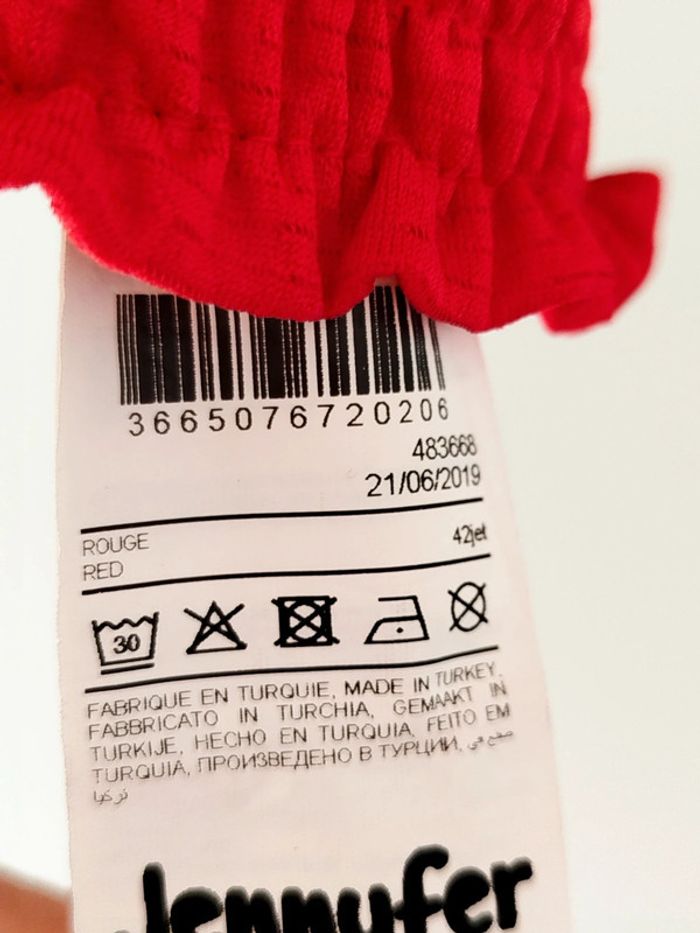 3665076720206
483668
21/06/2019
ROUGE 42jet
RED
30
FABRIQUE EN TURQUIE, MADE IN TURKEY,
FABBRICATO IN TURCHIA, GEMAAKT IN
TURKIJE, HECHO EN TURQUIA, FEITO EM
TURQUIA, ПРОИЗВЕДЕНО В ТУРЦИИ, في
تركيا
Jennyfer